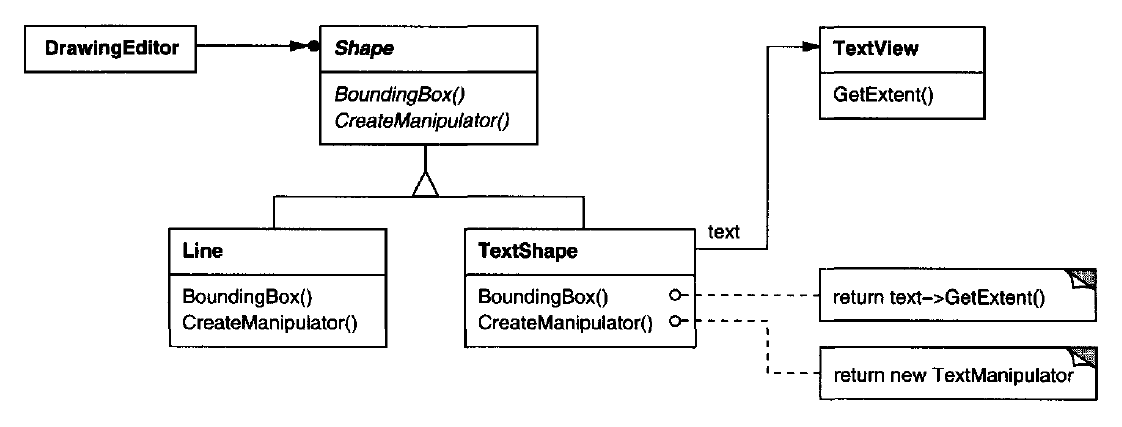 DrawingEditor
Shape
BoundingBox()
CreateManipulator()
TextView
GetExtent()
Line
BoundingBox()
CreateManipulator()
TextShape
BoundingBox()
CreateManipulator()
text
return text->GetExtent()
return new TextManipulator